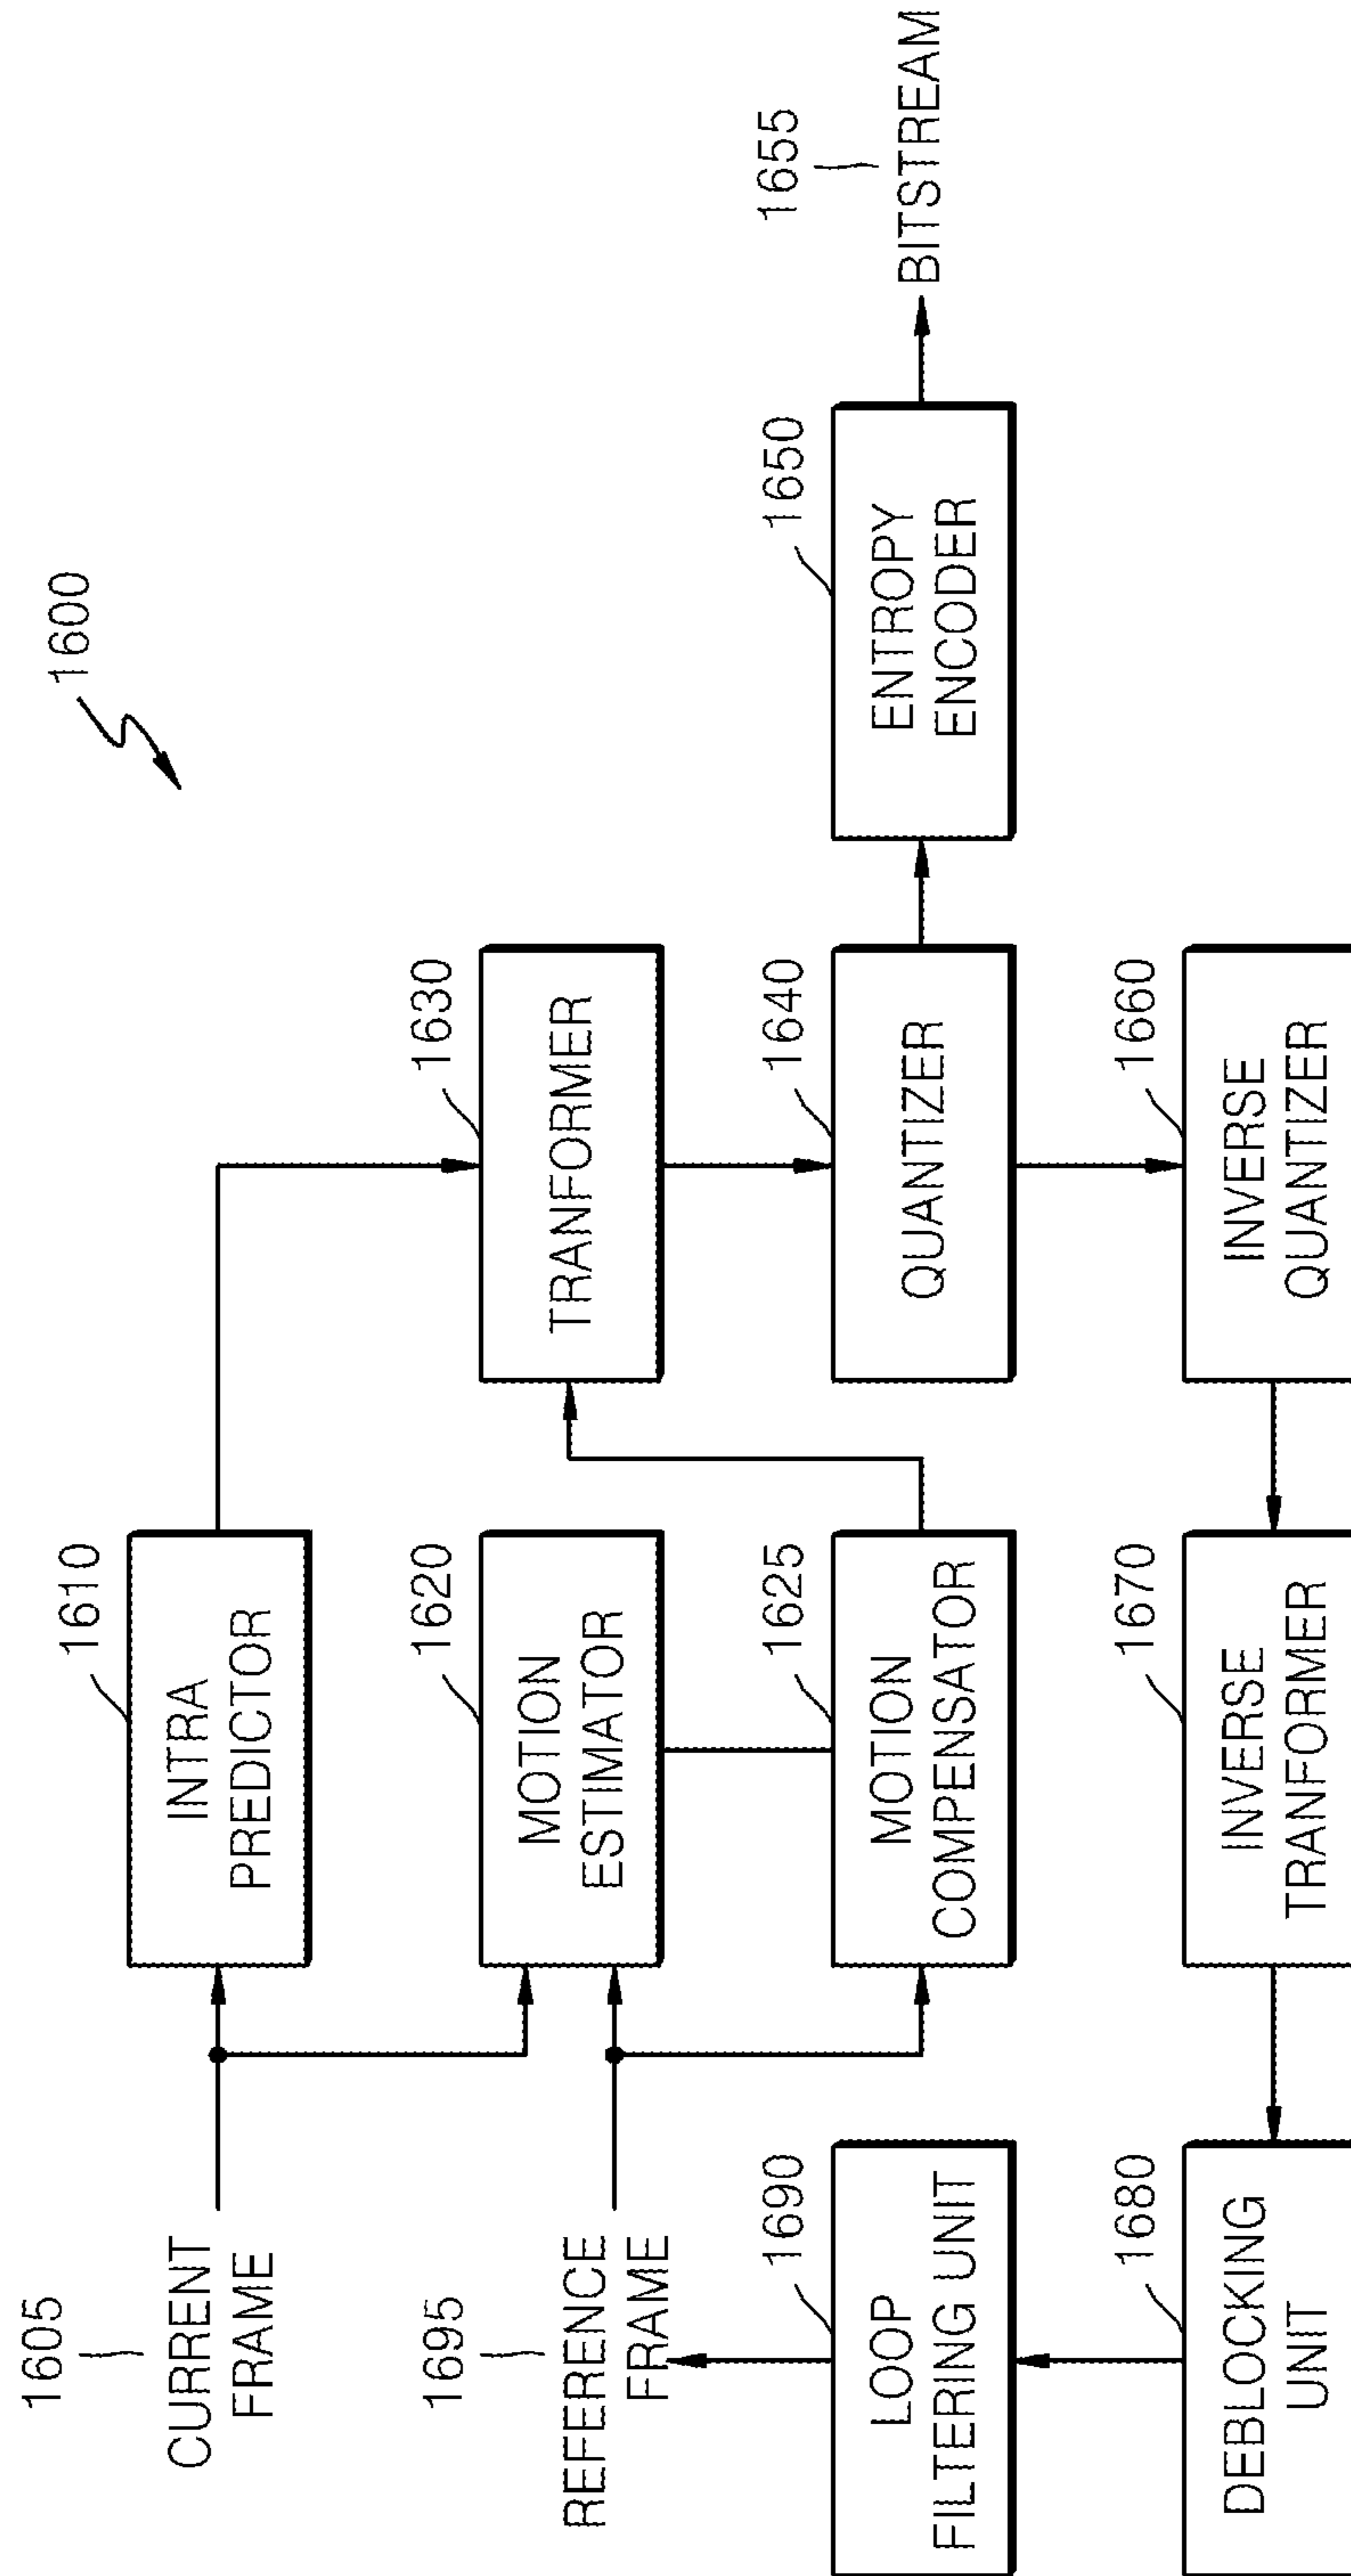 1600
1605
CURRENT
FRAME
1610
INTRA
PREDICTOR
1695
REFERENCE
FRAME
1620
MOTION
ESTIMATOR
1630
TRANFORMER
1690
LOOP
FILTERING UNIT
1625
MOTION
COMPENSATOR
1640
QUANTIZER
1650
ENTROPY
ENCODER
1655
BITSTREAM
1680
DEBLOCKING
UNIT
1670
INVERSE
TRANFORMER
1660
INVERSE
QUANTIZER